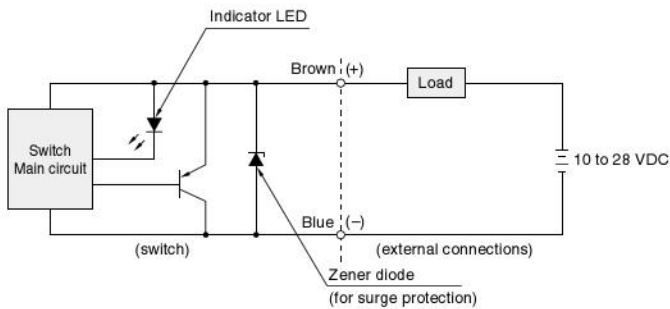 Indicator LED
Brown (+)
Load
Switch
Main circuit
10 to 28 VDC
Blue (−)
(switch)
(external connections)
Zener diode
(for surge protection)